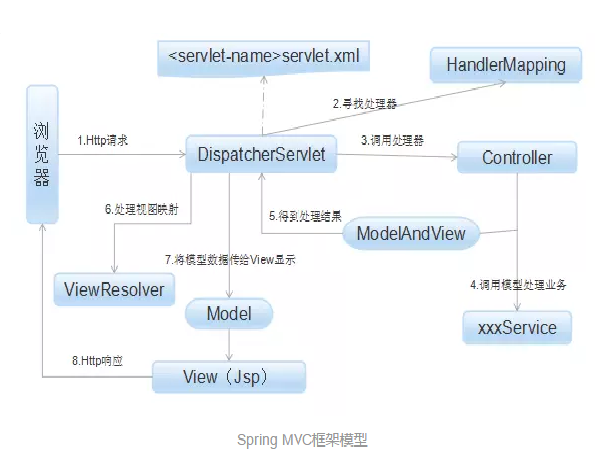 <servlet-name>servlet.xml
HandlerMapping
2.寻找处理器
浏览器
1.Http请求
DispatcherServlet
3.调用处理器
Controller
6.处理视图映射
5.得到处理结果
ModelAndView
7.将模型数据传给View显示
ViewResolver
4.调用模型处理业务
Model
xxxService
8.Http响应
View（Jsp）
Spring MVC框架模型